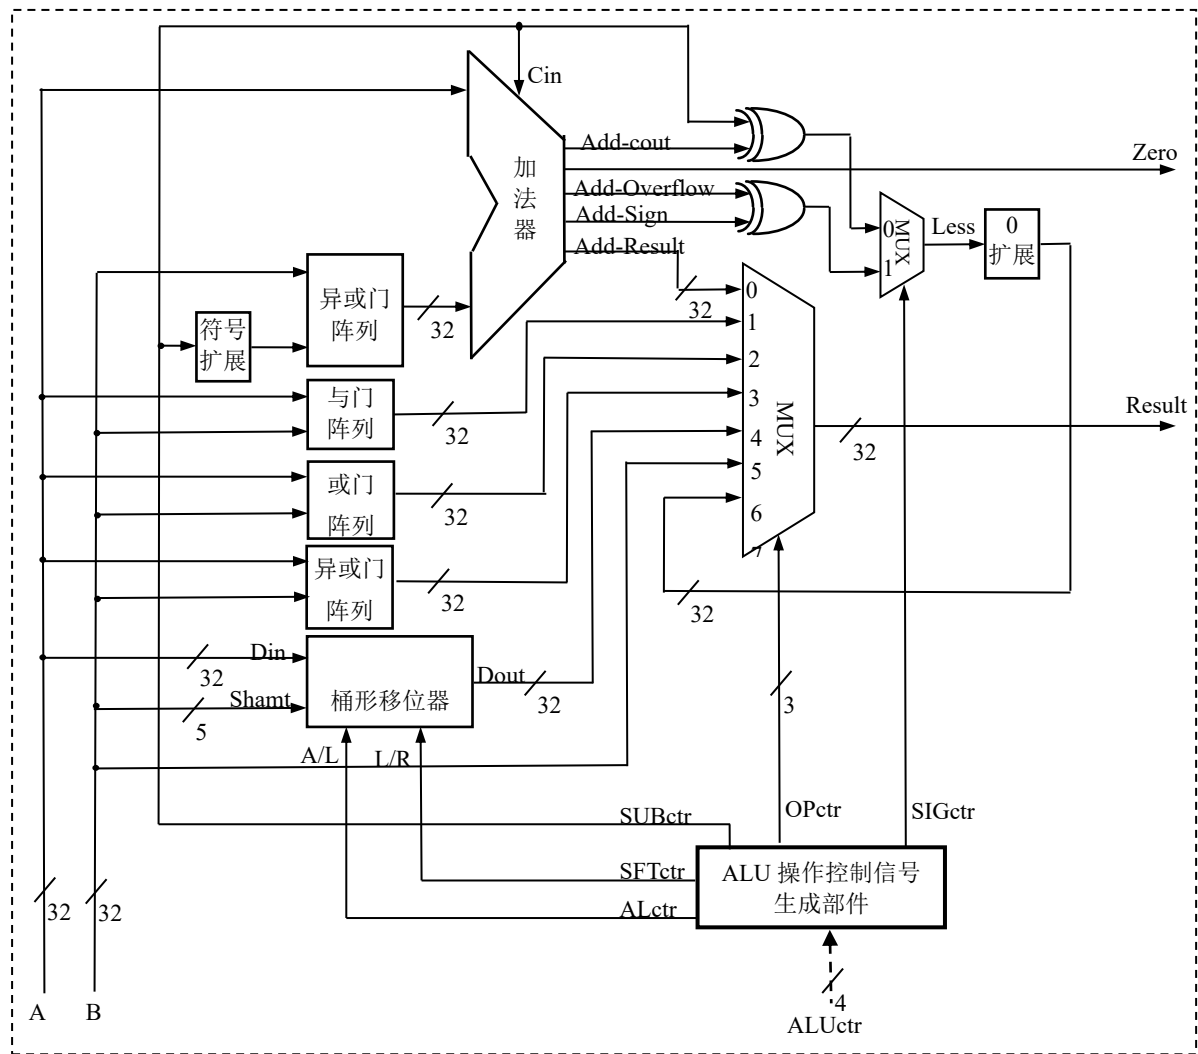 Cin
Add-cout
Zero
加
法
器
Add-Overflow
Add-Sign
Add-Result
0
1
MUX
Less
0
扩展
异或门
阵列
32
符号
扩展
32
0
1
2
3
4
5
6
7
MUX
与门
阵列
32
Result
32
或门
阵列
32
异或门
阵列
32
32
Din
32
Shamt
5
桶形移位器
Dout
32
3
A/L
L/R
SUBctr
OPctr
SIGctr
SFTctr
ALctr
ALU 操作控制信号
生成部件
32
32
4
A
B
ALUctr